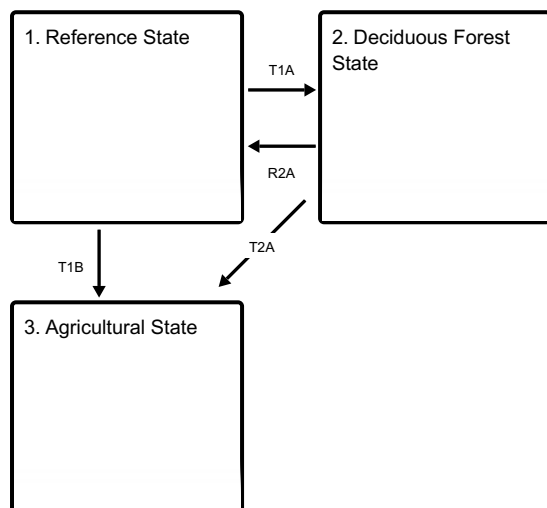 1. Reference State
2. Deciduous Forest
State
T1A
R2A
T2A
T1B
3. Agricultural State